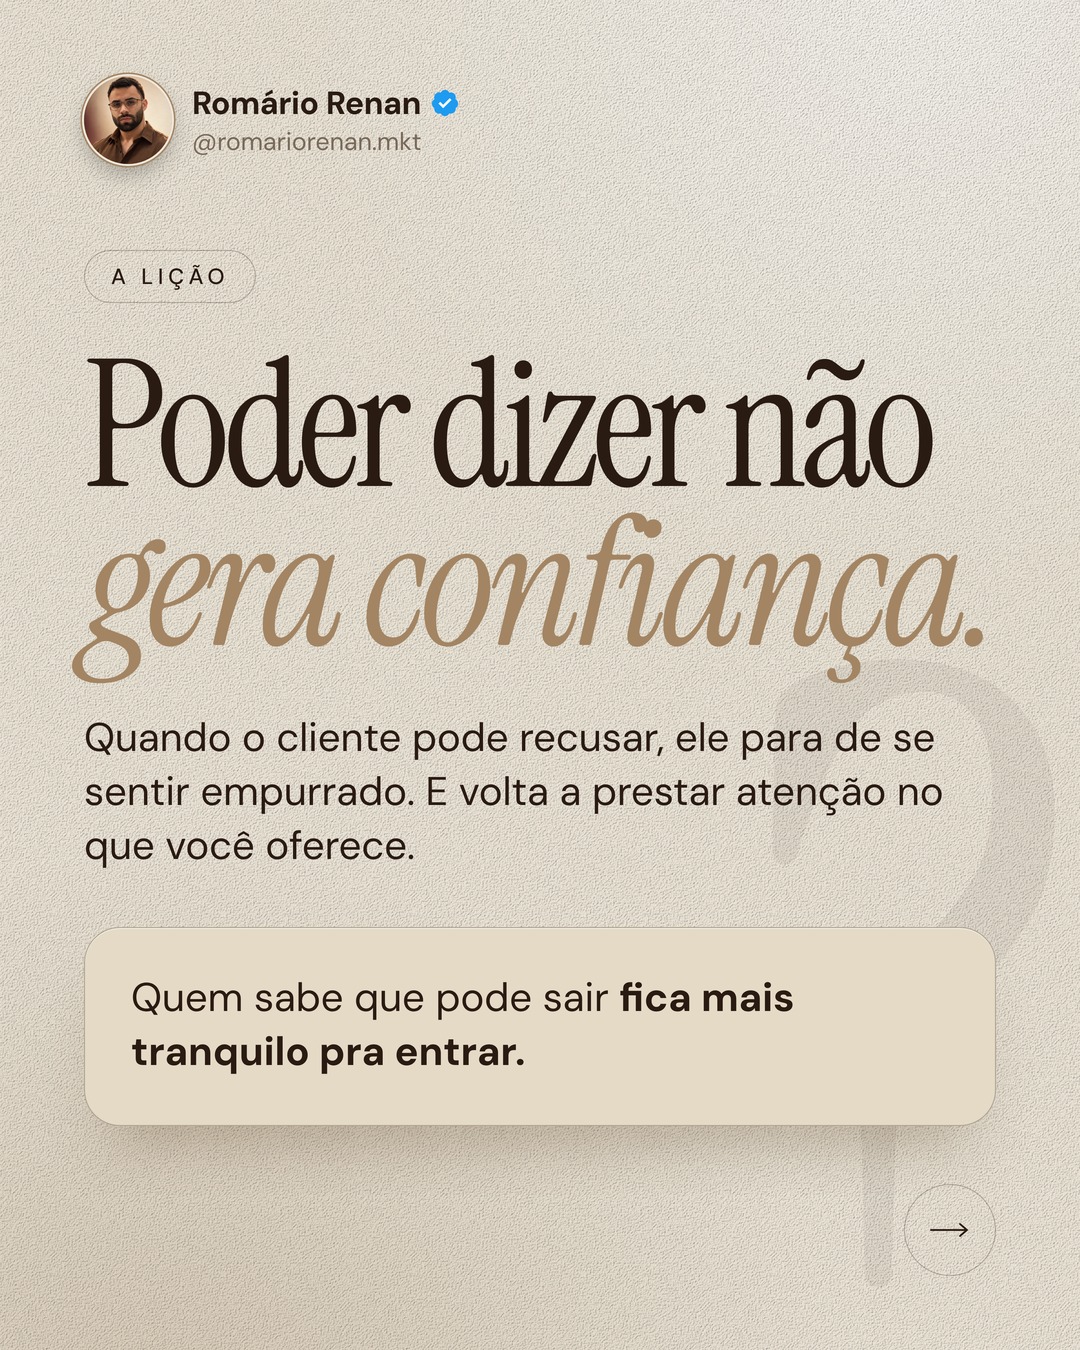 Romário Renan
@romariorenan.mkt
A LIÇÃO
Poder dizer não
gera confiança.
Quando o cliente pode recusar, ele para de se
sentir empurrado. E volta a prestar atenção no
que você oferece.
Quem sabe que pode sair fica mais
tranquilo pra entrar.